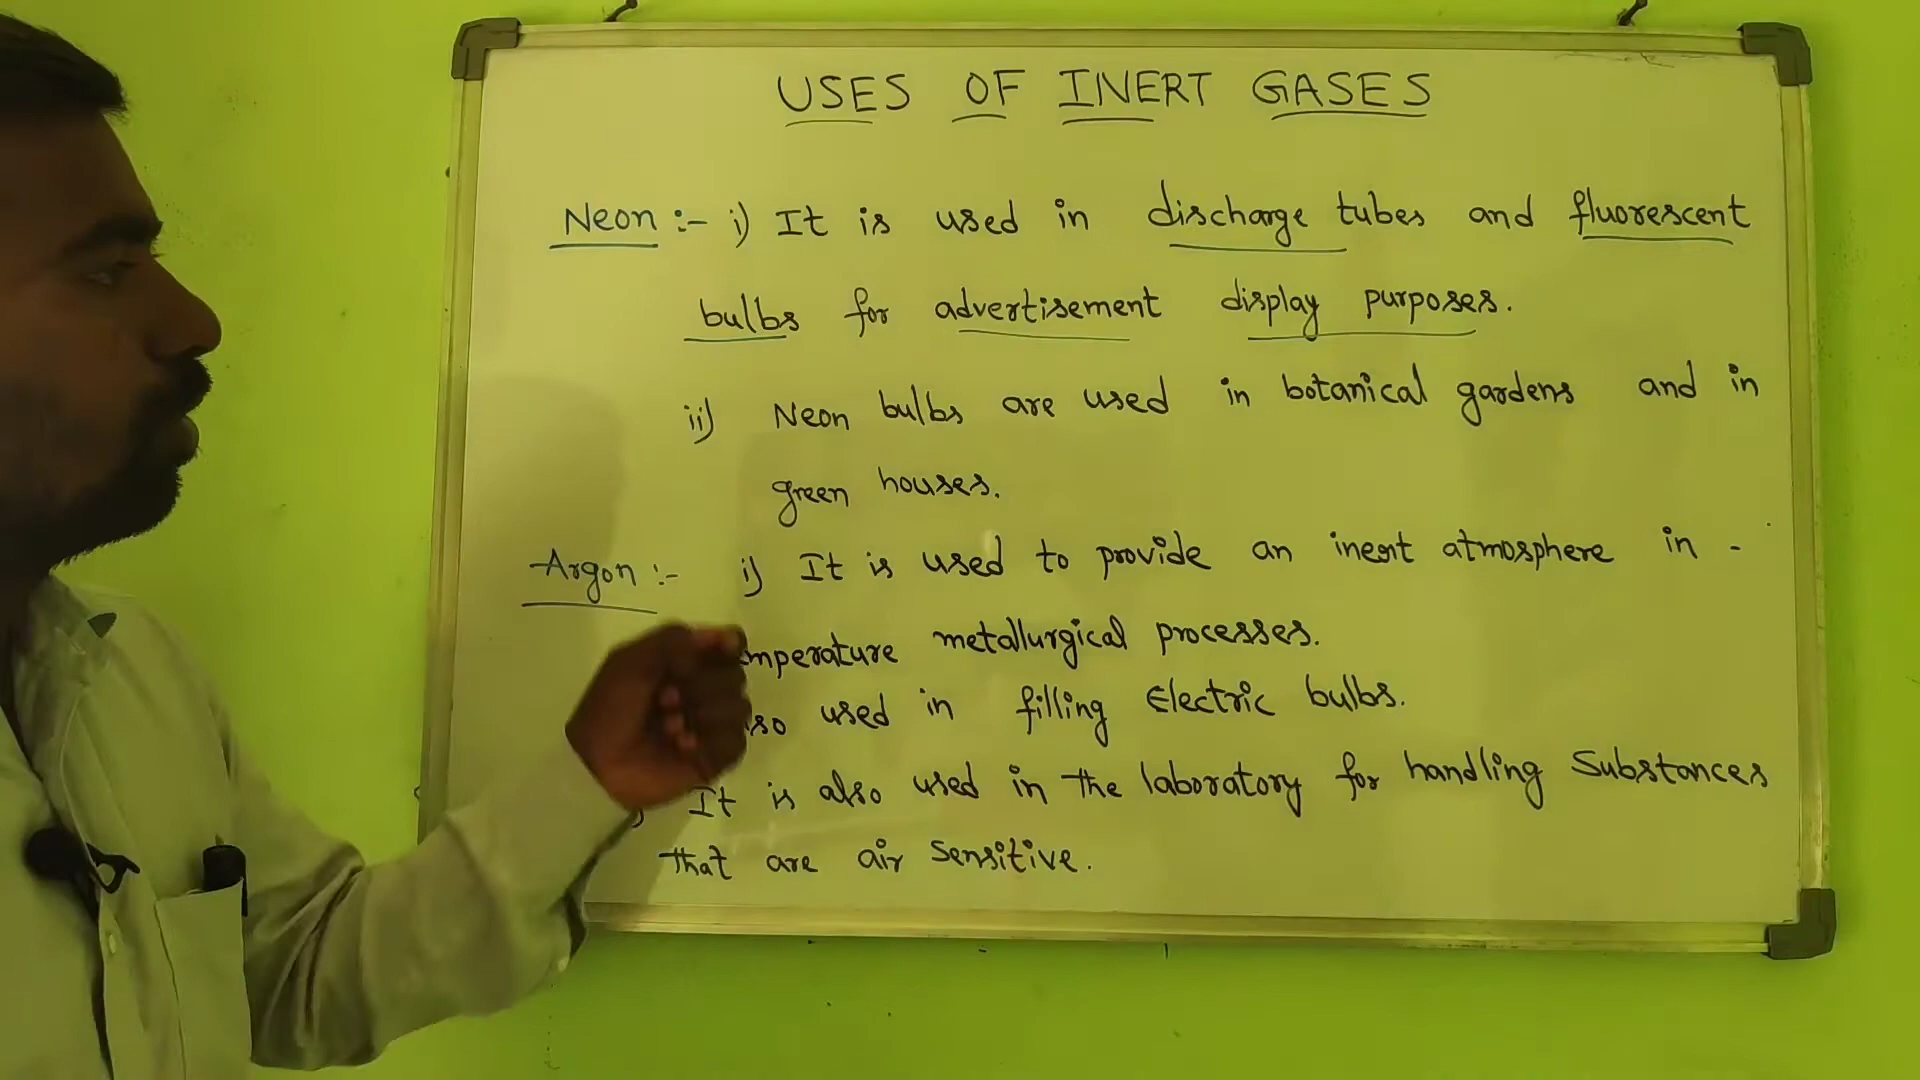 USES OF INERT GASES
Neon :- i) It is used in discharge tubes and fluorescent
bulbs for advertisement display purposes.
ii) Neon bulbs are used in botanical gardens and in
green houses.
Argon :- i) It is used to provide an inert atmosphere in -
mperature metallurgical processes.
so used in filling Electric bulbs.
) It is also used in the laboratory for handling Substances
that are air Sensitive.